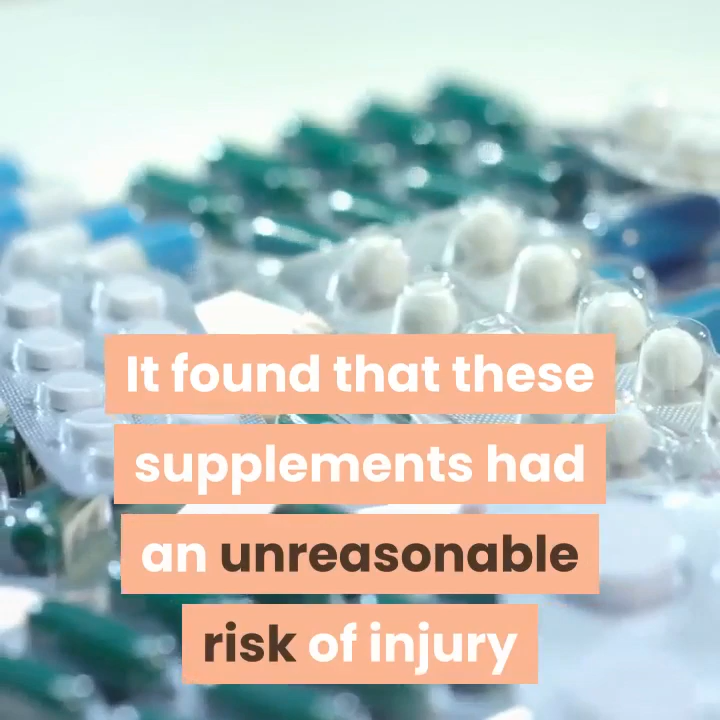 It found that these
supplements had
an unreasonable
risk of injury